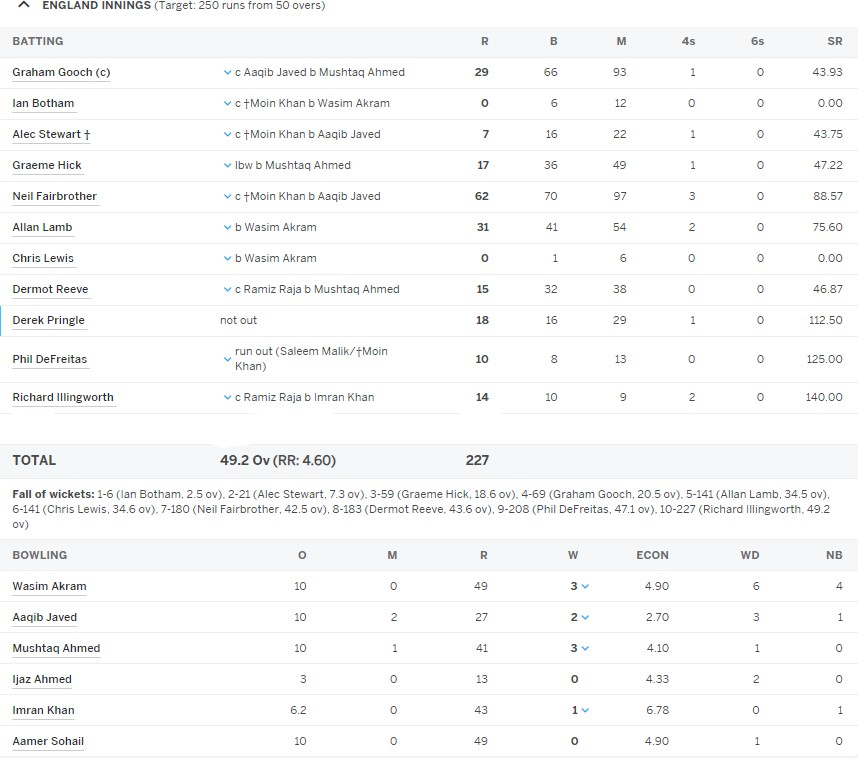 ENGLAND INNINGS (Target: 250 runs from 50 overs)
BATTING R B M 4s 6s SR
Graham Gooch (c) c Aaqib Javed b Mushtaq Ahmed 29 66 93 1 0 43.93
Ian Botham c †Moin Khan b Wasim Akram 0 6 12 0 0 0.00
Alec Stewart † c †Moin Khan b Aaqib Javed 7 16 22 1 0 43.75
Graeme Hick lbw b Mushtaq Ahmed 17 36 49 1 0 47.22
Neil Fairbrother c †Moin Khan b Aaqib Javed 62 70 97 3 0 88.57
Allan Lamb b Wasim Akram 31 41 54 2 0 75.60
Chris Lewis b Wasim Akram 0 1 6 0 0 0.00
Dermot Reeve c Ramiz Raja b Mushtaq Ahmed 15 32 38 0 0 46.87
Derek Pringle not out 18 16 29 1 0 112.50
Phil DeFreitas run out (Saleem Malik/†Moin Khan) 10 8 13 0 0 125.00
Richard Illingworth c Ramiz Raja b Imran Khan 14 10 9 2 0 140.00
TOTAL 49.2 Ov (RR: 4.60) 227
Fall of wickets: 1-6 (Ian Botham, 2.5 ov), 2-21 (Alec Stewart, 7.3 ov), 3-59 (Graeme Hick, 18.6 ov), 4-69 (Graham Gooch, 20.5 ov), 5-141 (Allan Lamb, 34.5 ov),
6-141 (Chris Lewis, 34.6 ov), 7-180 (Neil Fairbrother, 42.5 ov), 8-183 (Dermot Reeve, 43.6 ov), 9-208 (Phil DeFreitas, 47.1 ov), 10-227 (Richard Illingworth, 49.2
ov)
BOWLING O M R W ECON WD NB
Wasim Akram 10 0 49 3 4.90 6 4
Aaqib Javed 10 2 27 2 2.70 3 1
Mushtaq Ahmed 10 1 41 3 4.10 1 0
Ijaz Ahmed 3 0 13 0 4.33 2 0
Imran Khan 6.2 0 43 1 6.78 0 1
Aamer Sohail 10 0 49 0 4.90 1 0